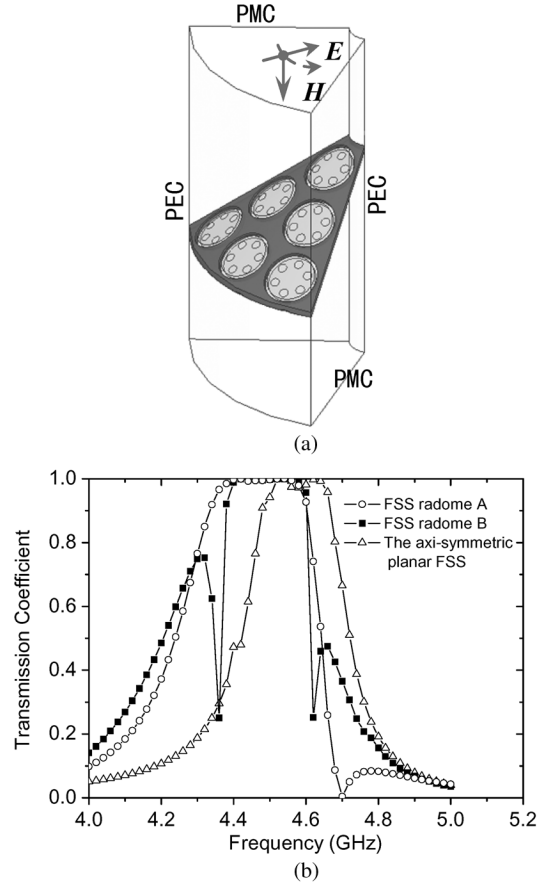 PMC
E
H
PEC
PEC
PMC
(a)
1.0
0.8
0.6
0.4
0.2
0.0
Transmission Coefficient
FSS radome A
FSS radome B
The axi-symmetric
planar FSS
4.0 4.2 4.4 4.6 4.8 5.0 5.2
Frequency (GHz)
(b)